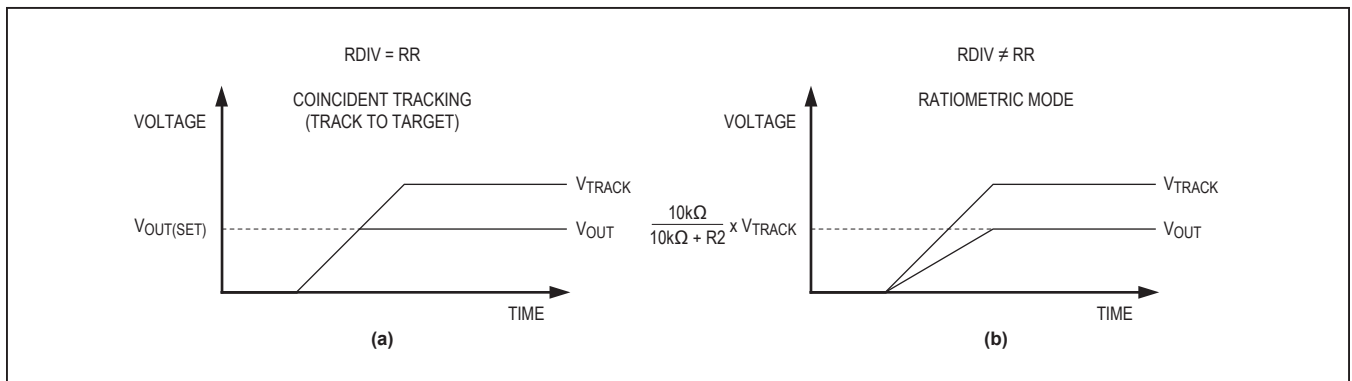 RDIV = RR
COINCIDENT TRACKING
(TRACK TO TARGET)
VOLTAGE
VTRACK
VOUT(SET)
VOUT
TIME
(a)
RDIV ≠ RR
RATIOMETRIC MODE
VOLTAGE
VTRACK
10kΩ
10kΩ + R2
x VTRACK
VOUT
TIME
(b)